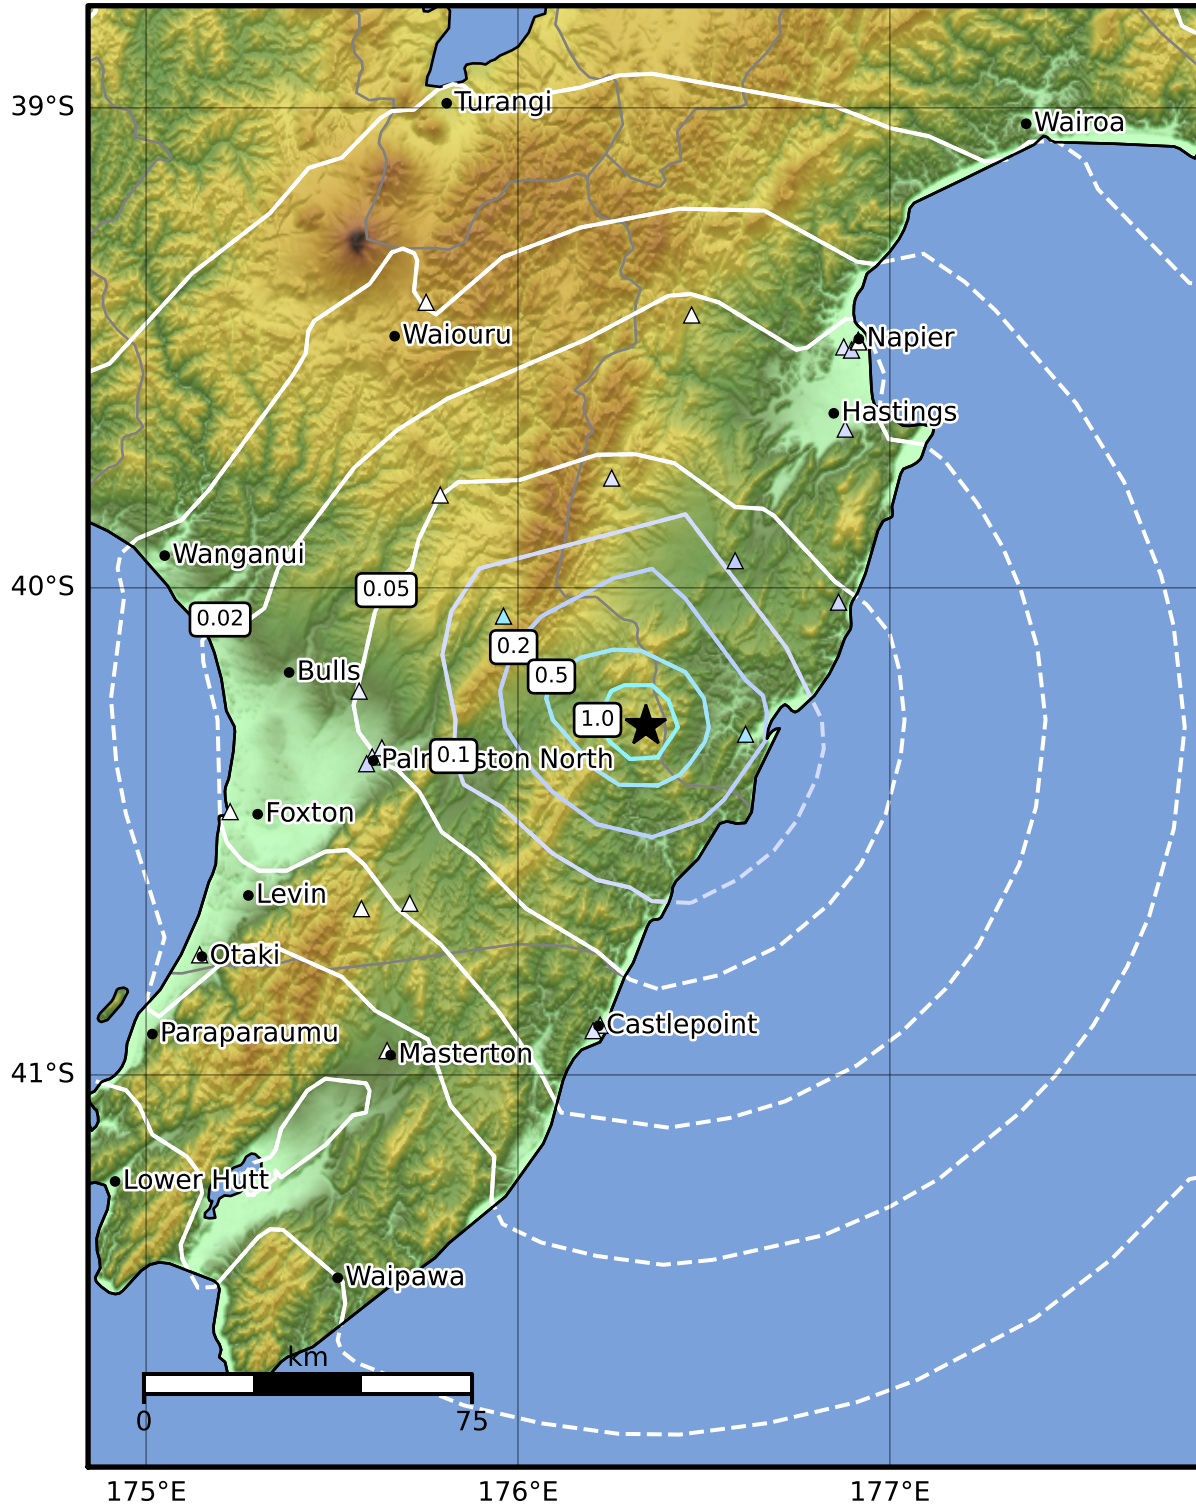 39°S
Turangi
Wairoa
Waiouru
Napier
Hastings
Wanganui
40°S
0.05
0.02
0.2
Bulls
0.5
1.0
Palm
0.1
ston North
Foxton
Levin
Otaki
Castlepoint
Paraparaumu
Masterton
41°S
Lower Hutt
Waipawa
km
0
75
175°E
176°E
177°E